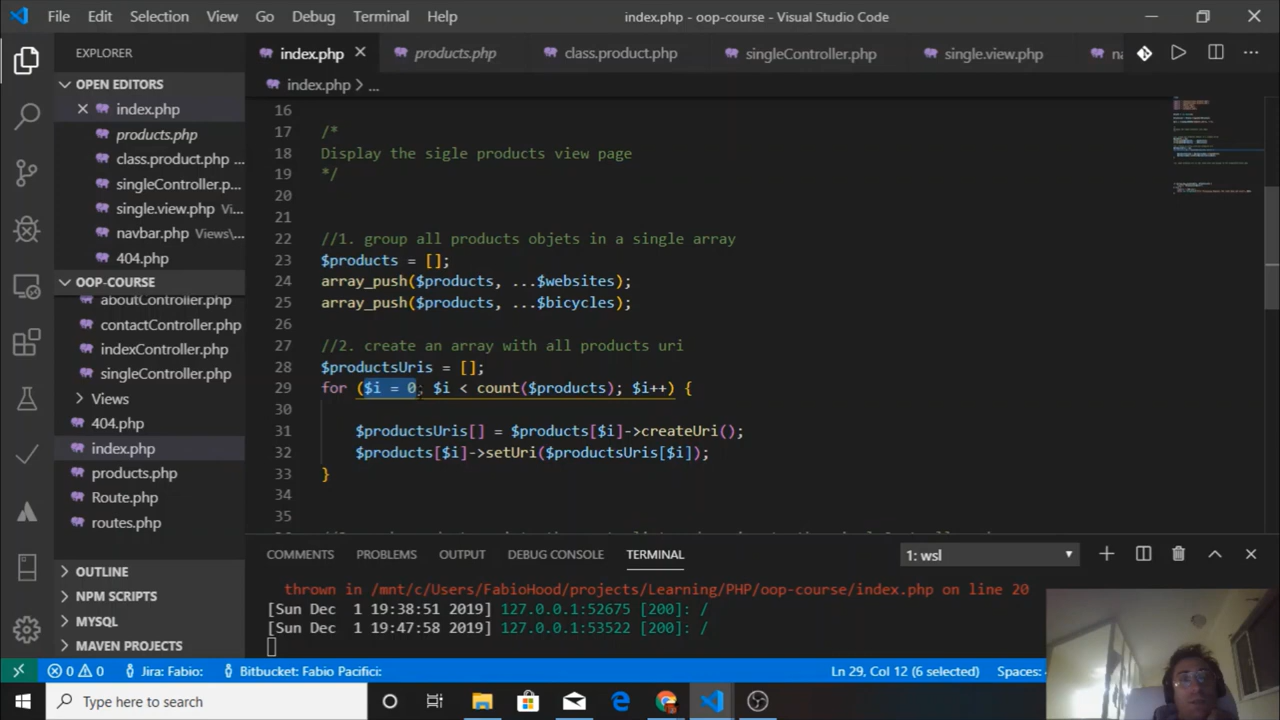 File Edit Selection View Go Debug Terminal Help
index.php - oop-course - Visual Studio Code
EXPLORER
OPEN EDITORS
index.php
products.php
class.product.php ...
singleController.p...
single.view.php Vi...
navbar.php Views\...
404.php
OOP-COURSE
aboutController.php
contactController.php
indexController.php
singleController.php
Views
404.php
index.php
products.php
Route.php
routes.php
OUTLINE
NPM SCRIPTS
MYSQL
MAVEN PROJECTS
index.php products.php class.product.php singleController.php single.view.php na
index.php > ...
16
17 /*
18 Display the sigle products view page
19 */
20
21
22 //1. group all products objets in a single array
23 $products = [];
24 array_push($products, ...$websites);
25 array_push($products, ...$bicycles);
26
27 //2. create an array with all products uri
28 $productsUris = [];
29 for ($i = 0; $i < count($products); $i++) {
30
31 $productsUris[] = $products[$i]->createUri();
32 $products[$i]->setUri($productsUris[$i]);
33 }
34
35
COMMENTS PROBLEMS OUTPUT DEBUG CONSOLE TERMINAL
1: wsl
thrown in /mnt/c/Users/FabioHood/projects/Learning/PHP/oop-course/index.php on line 20
[Sun Dec 1 19:38:51 2019] 127.0.0.1:52675 [200]: /
[Sun Dec 1 19:47:58 2019] 127.0.0.1:53522 [200]: /
0 0 Jira: Fabio: Bitbucket: Fabio Pacifici: Ln 29, Col 12 (6 selected) Spaces:
Type here to search